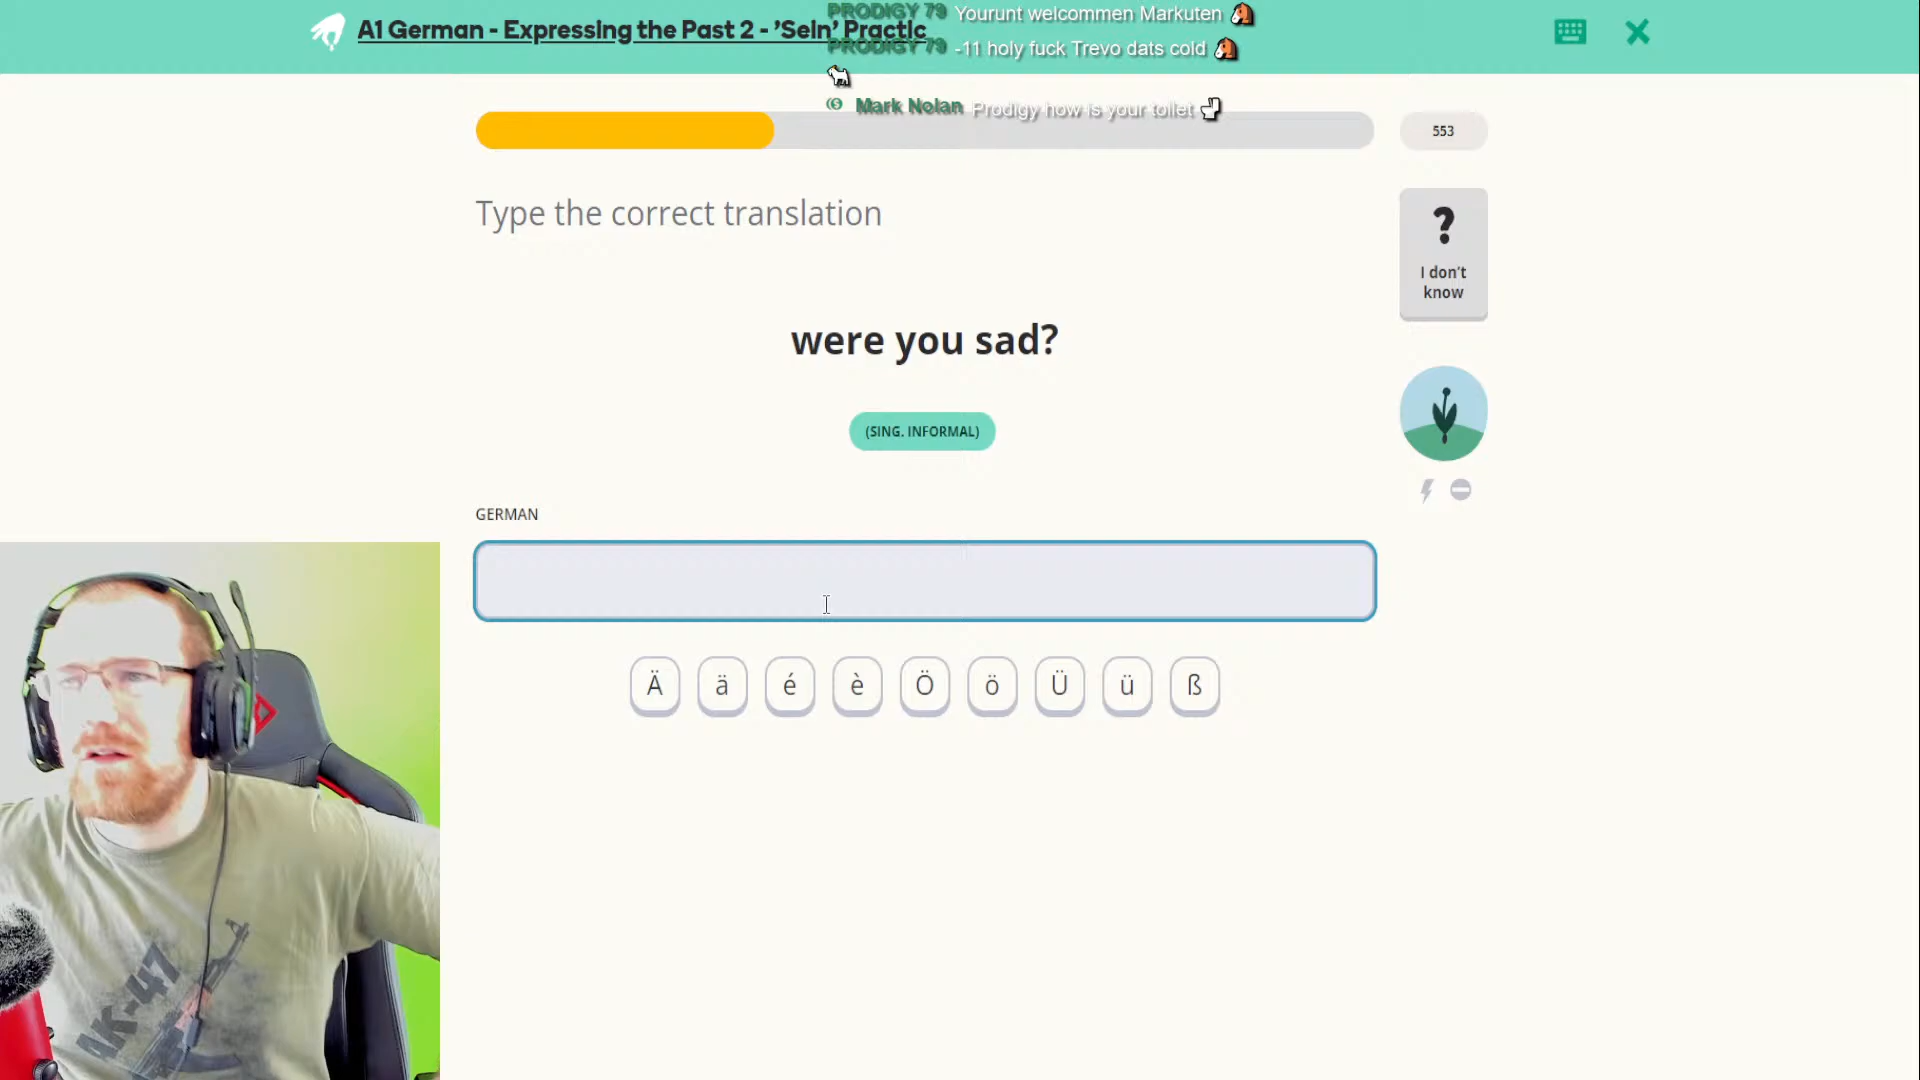 PRODIGY 79 Yourunt welcommen Markuten
A1 German - Expressing the Past 2 - 'Sein' Practic
PRODIGY 79 -11 holy fuck Trevo dats cold
Mark Nolan Prodigy how is your toilet
553
Type the correct translation
?
I don't
know
were you sad?
(SING. INFORMAL)
GERMAN
Ä ä é è Ö ö Ü ü ß
AK-47